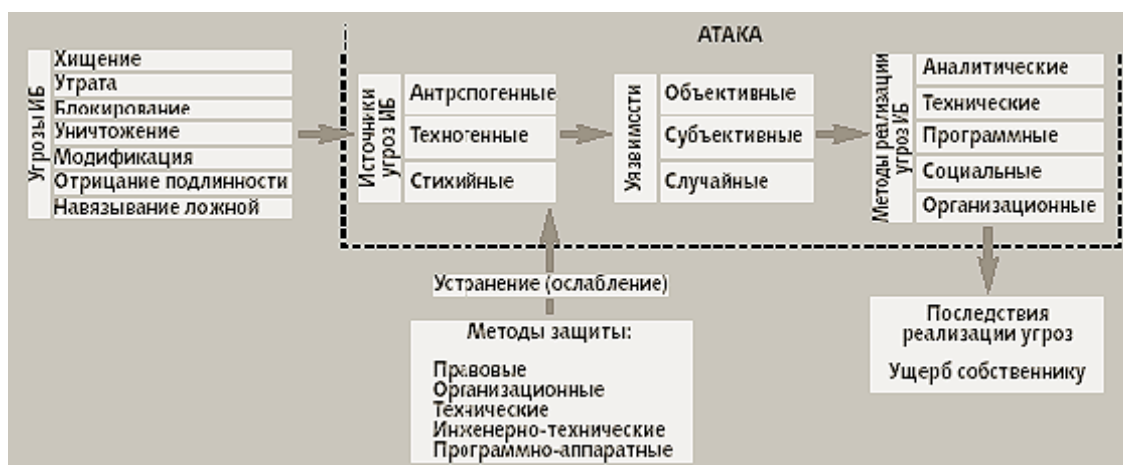 АТАКА
Угрозы ИБ
Хищение
Утрата
Блокирование
Уничтожение
Модификация
Отрицание подлинности
Навязывание ложной
Источники
угроз ИБ
Антрспогенные
Техногенные
Стихийные
Уязвимссти
Объективные
Субъективные
Случайные
Методы реализации
угроз ИБ
Аналитические
Технические
Программные
Социальные
Организационные
Устранение (ослабление)
Методы защиты:
Правовые
Организационные
Технические
Инженерно-технические
Программно-аппаратные
Последствия
реализации угроз
Ущерб собственнику